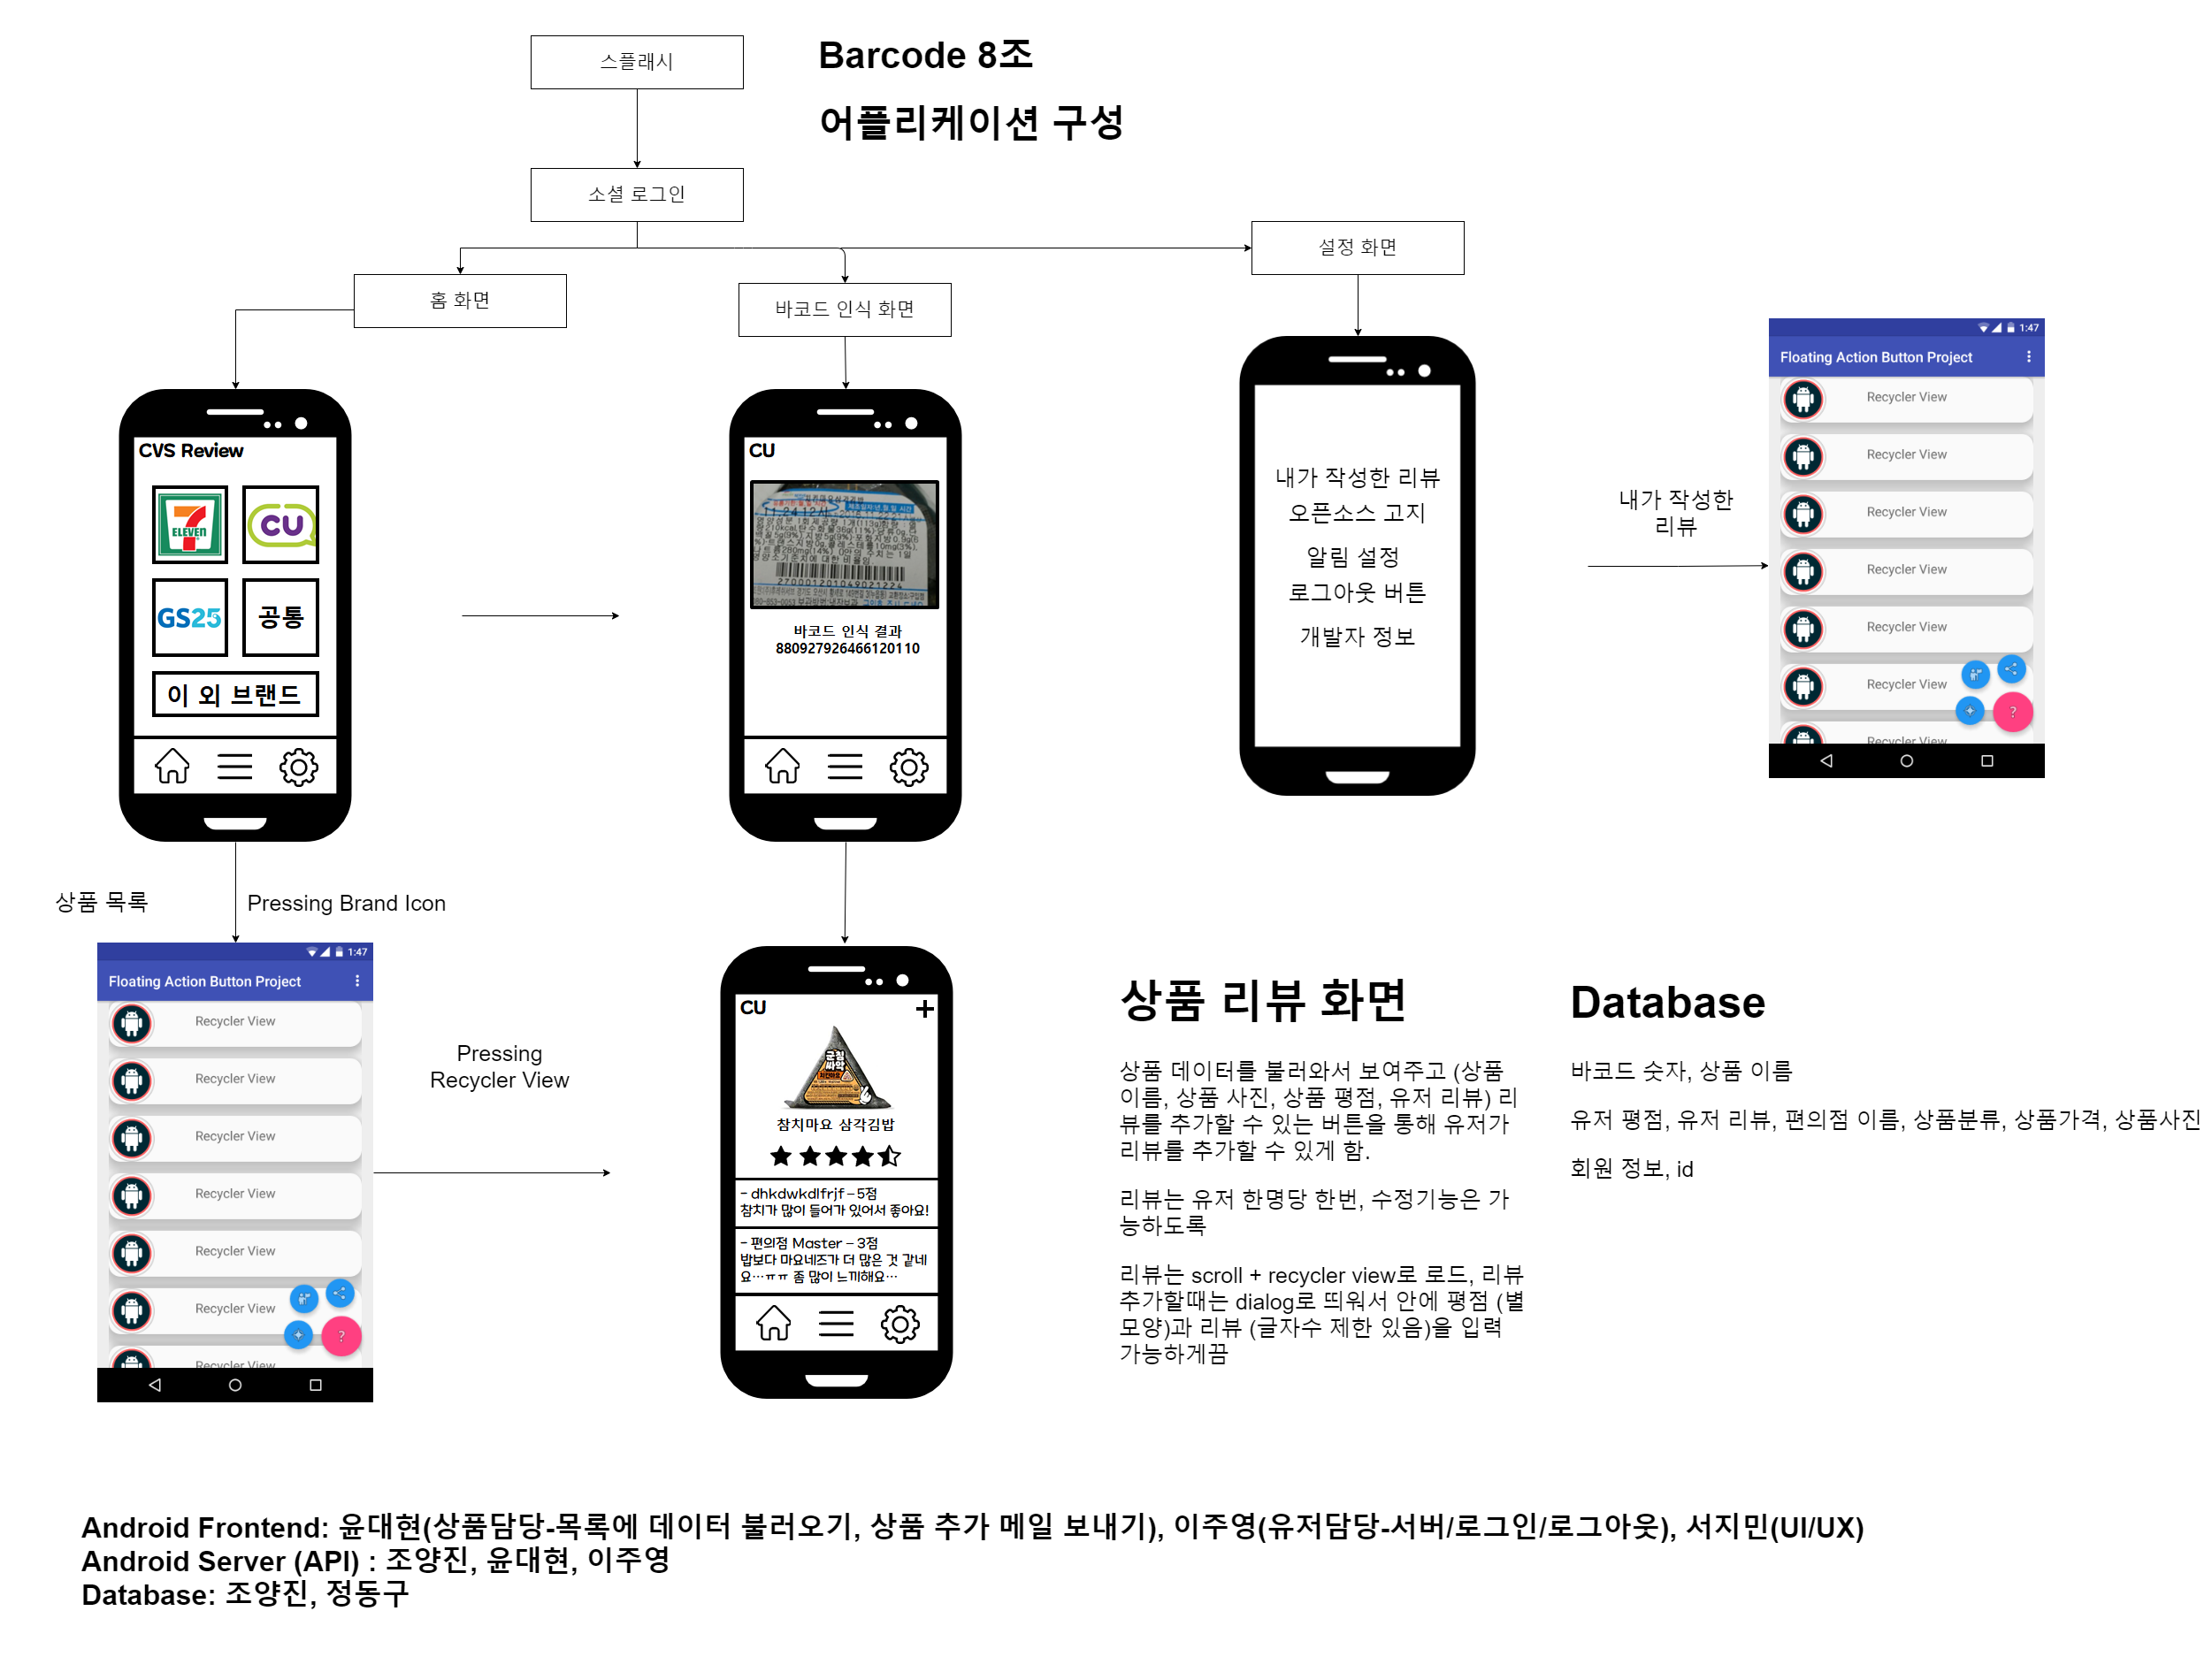 스플래시
Barcode 8조
어플리케이션 구성
소셜 로그인
설정 화면
홈 화면
바코드 인식 화면
CVS Review
7
ELEVEN
CU
GS25
공통
이 외 브랜드
CU
270001201049021224
바코드 인식 결과
880927926466120110
내가 작성한 리뷰
오픈소스 고지
알림 설정
로그아웃 버튼
개발자 정보
내가 작성한
리뷰
1:47
Floating Action Button Project
Recycler View
Recycler View
Recycler View
Recycler View
Recycler View
Recycler View
?
Recycler View
상품 목록
Pressing Brand Icon
1:47
Floating Action Button Project
Recycler View
Recycler View
Recycler View
Recycler View
Recycler View
Recycler View
?
Recycler View
Pressing
Recycler View
CU
참치마요 삼각김밥
- dhkdwkdlfrjf – 5점
참치가 많이 들어가 있어서 좋아요!
- 편의점 Master – 3점
밥보다 마요네즈가 더 많은 것 같네
요…ㅠㅠ 좀 많이 느끼해요…
상품 리뷰 화면
상품 데이터를 불러와서 보여주고 (상품
이름, 상품 사진, 상품 평점, 유저 리뷰) 리
뷰를 추가할 수 있는 버튼을 통해 유저가
리뷰를 추가할 수 있게 함.
리뷰는 유저 한명당 한번, 수정기능은 가
능하도록
리뷰는 scroll + recycler view로 로드, 리뷰
추가할때는 dialog로 띄워서 안에 평점 (별
모양)과 리뷰 (글자수 제한 있음)을 입력
가능하게끔
Database
바코드 숫자, 상품 이름
유저 평점, 유저 리뷰, 편의점 이름, 상품분류, 상품가격, 상품사진
회원 정보, id
Android Frontend: 윤대현(상품담당-목록에 데이터 불러오기, 상품 추가 메일 보내기), 이주영(유저담당-서버/로그인/로그아웃), 서지민(UI/UX)
Android Server (API) : 조양진, 윤대현, 이주영
Database: 조양진, 정동구